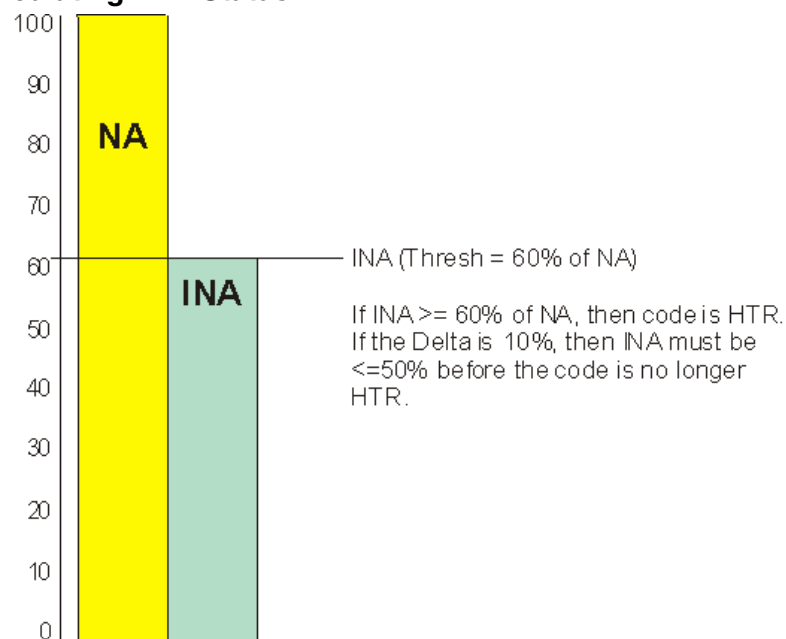 100
90
80
70
60
50
40
30
20
10
0
NA
INA
INA (Thresh = 60% of NA)
If INA >= 60% of NA, then code is HTR.
If the Delta is 10%, then INA must be
<=50% before the code is no longer
HTR.